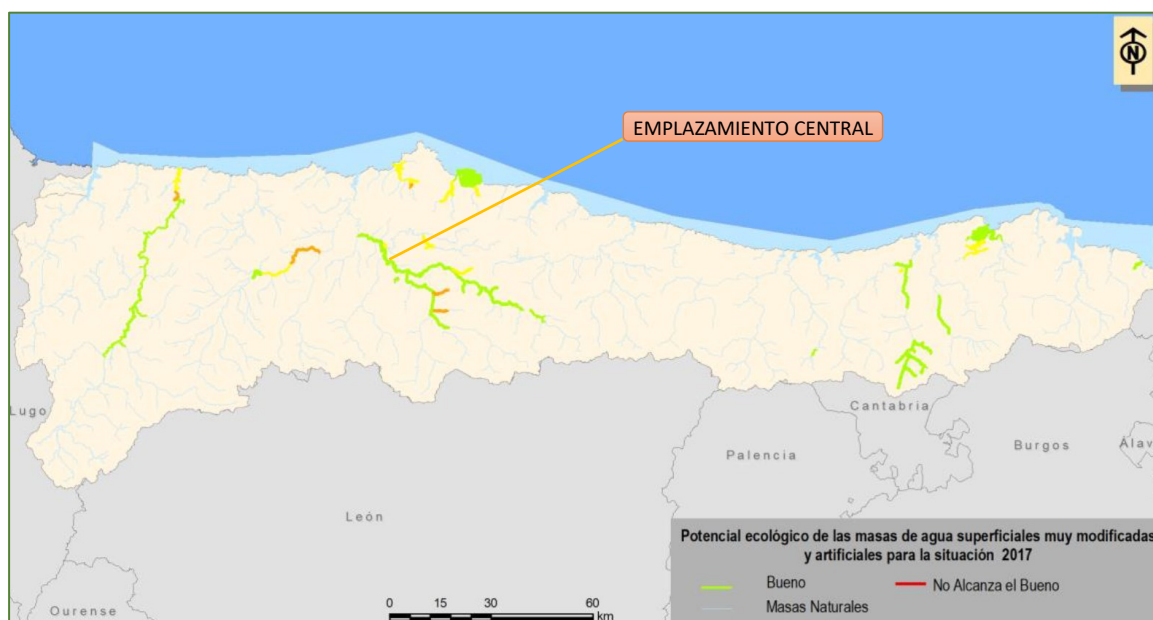 N
EMPLAZAMIENTO CENTRAL
Lugo
Cantabria
Burgos
Álav
Palencia
León
Ourense
Potencial ecológico de las masas de agua superficiales muy modificadas
y artificiales para la situación 2017
Bueno
No Alcanza el Bueno
Masas Naturales
0 15 30 60
km